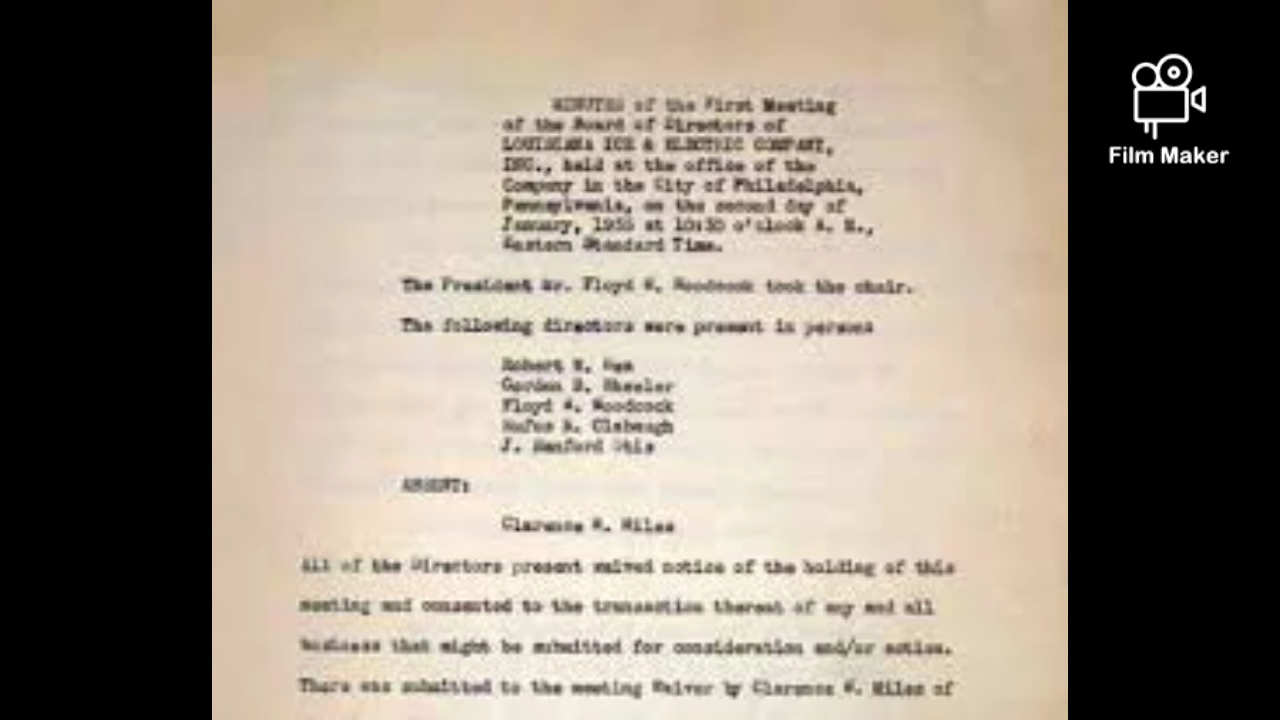 MINUTES of the First Meeting
of the Board of Directors of
LOUISIANA ICE & ELECTRIC COMPANY,
INC., held at the office of the
Company in the City of Philadelphia,
Pennsylvania, on the second day of
January, at o'clock A. M.,
Eastern Standard Time.
The President Mr. Floyd W. Woodcock took the chair.
The following directors were present in person:
Robert
Gordon Wheeler
Floyd W. Woodcock
Rufus Clabaugh
J. Sanford Otis
ABSENT:
Clarence Miles
All of the Directors present waived notice of the holding of this
meeting and consented to the transaction thereat of any and all
business that might be submitted for consideration and/or action.
There was submitted to the meeting Waiver by Clarence Miles of
Film Maker